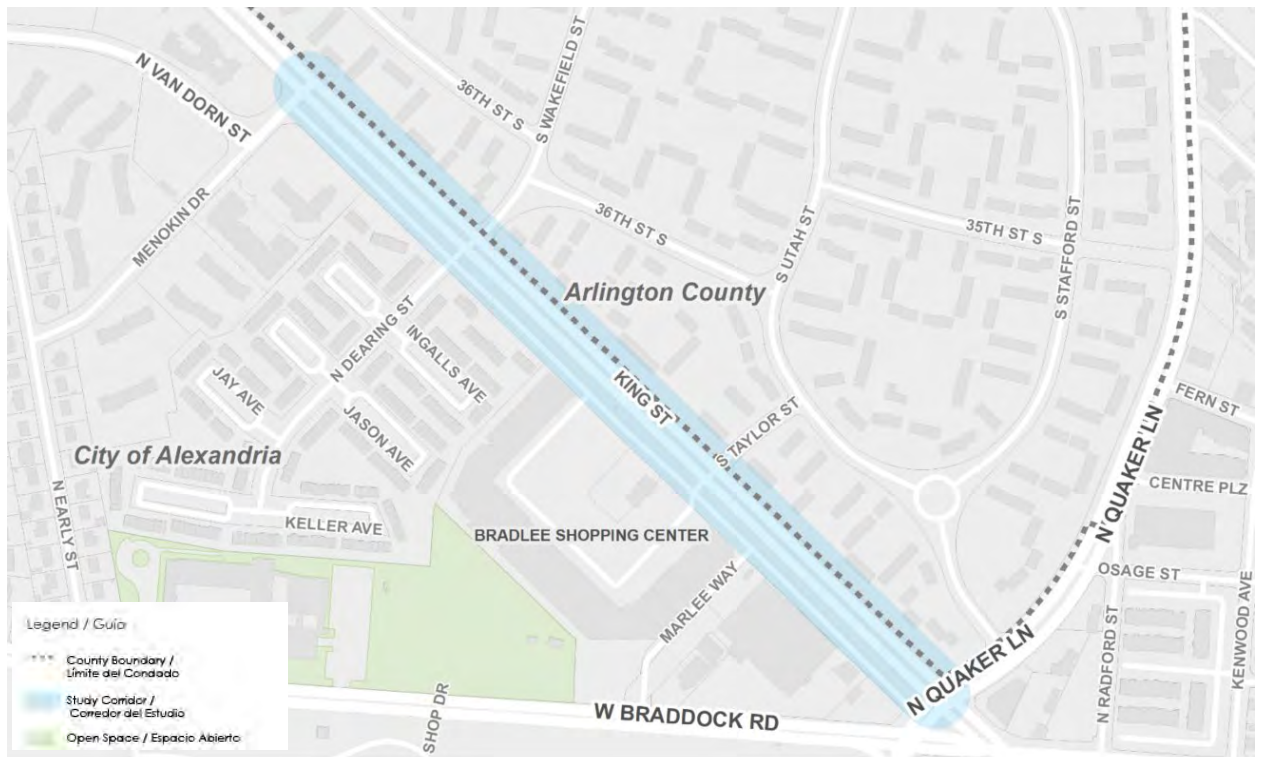 N VAN DORN ST
36TH ST S
S WAKEFIELD ST
MENOKIN DR
36TH ST S
S UTAH ST
35TH ST S
S STAFFORD ST
Arlington County
N DEARING ST
INGALLS AVE
JAY AVE
JASON AVE
KING ST
S TAYLOR ST
FERN ST
City of Alexandria
N QUAKER LN
CENTRE PLZ
N EARLY ST
KELLER AVE
BRADLEE SHOPPING CENTER
OSAGE ST
MARLEE WAY
N RADFORD ST
KENWOOD AVE
N QUAKER LN
W BRADDOCK RD
SHOP DR
Legend / Guía
County Boundary /
Límite del Condado
Study Corridor /
Corredor del Estudio
Open Space / Espacio Abierto